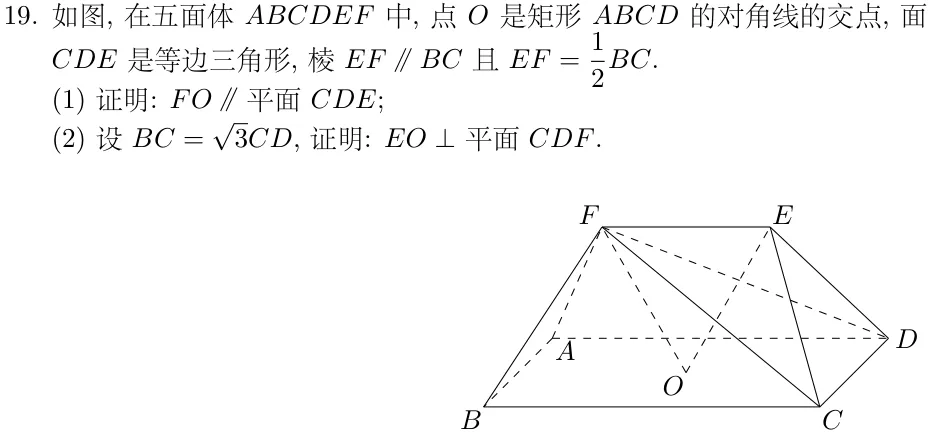 19. 如图, 在五面体 ABCDEF 中, 点 O 是矩形 ABCD 的对角线的交点, 面
CDE 是等边三角形, 棱 EF ∥ BC 且 EF = \frac{1}{2}BC.
(1) 证明: FO ∥ 平面 CDE;
(2) 设 BC = √3CD, 证明: EO ⊥ 平面 CDF.
F E
A D
O
B C